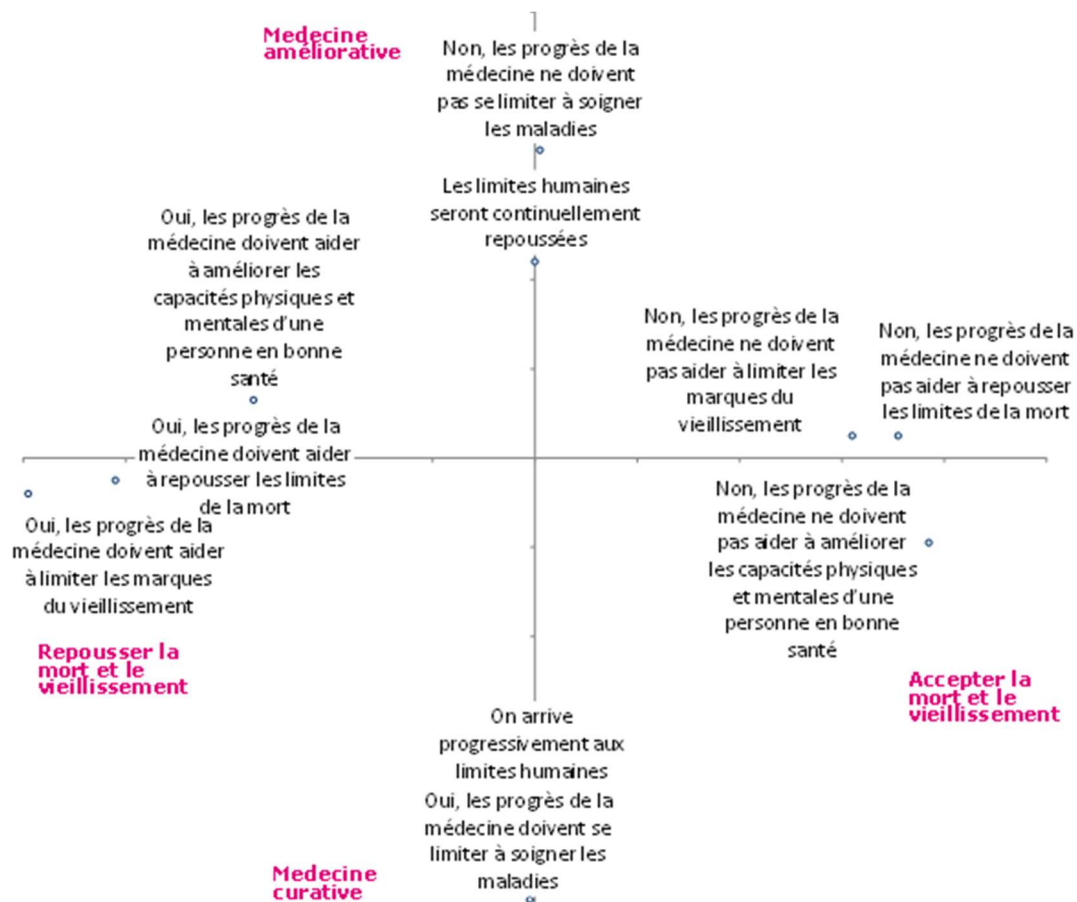 Medecine
améliorative
Non, les progrès de la
médecine ne doivent
pas se limiter à soigner
les maladies
Les limites humaines
seront continuellement
repoussées
Oui, les progrès de la
médecine doivent aider
à améliorer les
capacités physiques et
mentales d'une
personne en bonne
santé
Non, les progrès de la
médecine ne doivent
pas aider à limiter les
marques du
vieillissement
Non, les progrès de la
médecine ne doivent
pas aider à repousser
les limites de la mort
Oui, les progrès de la
médecine doivent aider
à repousser les limites
de la mort
Oui, les progrès de la
médecine doivent aider
à limiter les marques
du vieillissement
Non, les progrès de la
médecine ne doivent
pas aider à améliorer
les capacités physiques
et mentales d'une
personne en bonne
santé
Repousser la
mort et le
vieillissement
Accepter la
mort et le
vieillissement
On arrive
progressivement aux
limites humaines
Oui, les progrès de la
médecine doivent se
limiter à soigner les
maladies
Medecine
curative